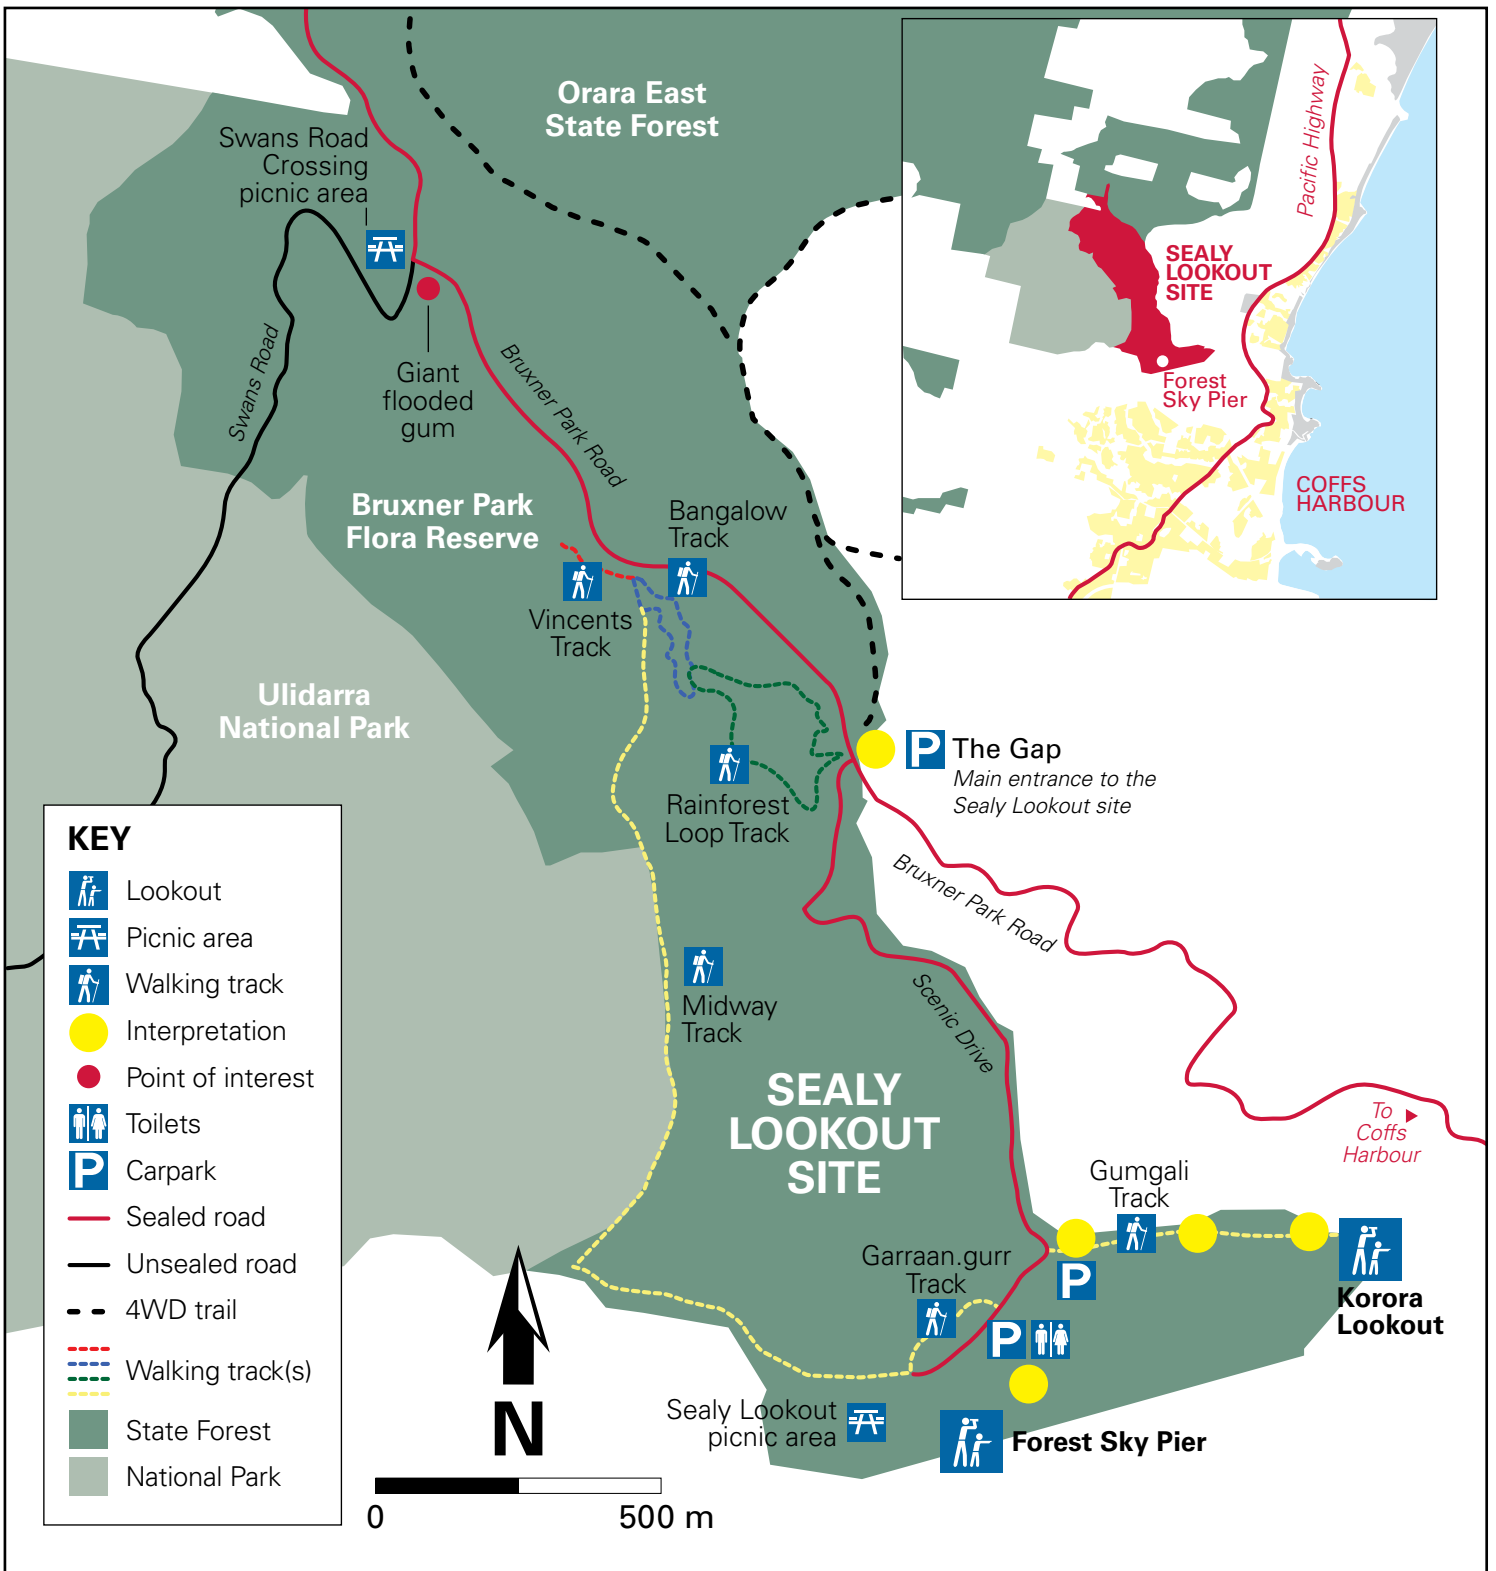 Orara East
State Forest
Swans Road
Crossing
picnic area
Swans Road
Giant
flooded
gum
Bruxner Park Road
Bruxner Park
Flora Reserve
Bangalow
Track
Vincents
Track
Ulidarra
National Park
Rainforest
Loop Track
P
The Gap
Main entrance to the
Sealy Lookout site
Bruxner Park Road
Scenic Drive
Midway
Track
SEALY
LOOKOUT
SITE
To
Coffs
Harbour
Gumgali
Track
P
Garraan.gurr
Track
P
Korora
Lookout
Sealy Lookout
picnic area
Forest Sky Pier
N
0
500 m
KEY
Lookout
Picnic area
Walking track
Interpretation
Point of interest
Toilets
P
Carpark
Sealed road
Unsealed road
4WD trail
Walking track(s)
State Forest
National Park
Pacific Highway
SEALY
LOOKOUT
SITE
Forest
Sky Pier
COFFS
HARBOUR